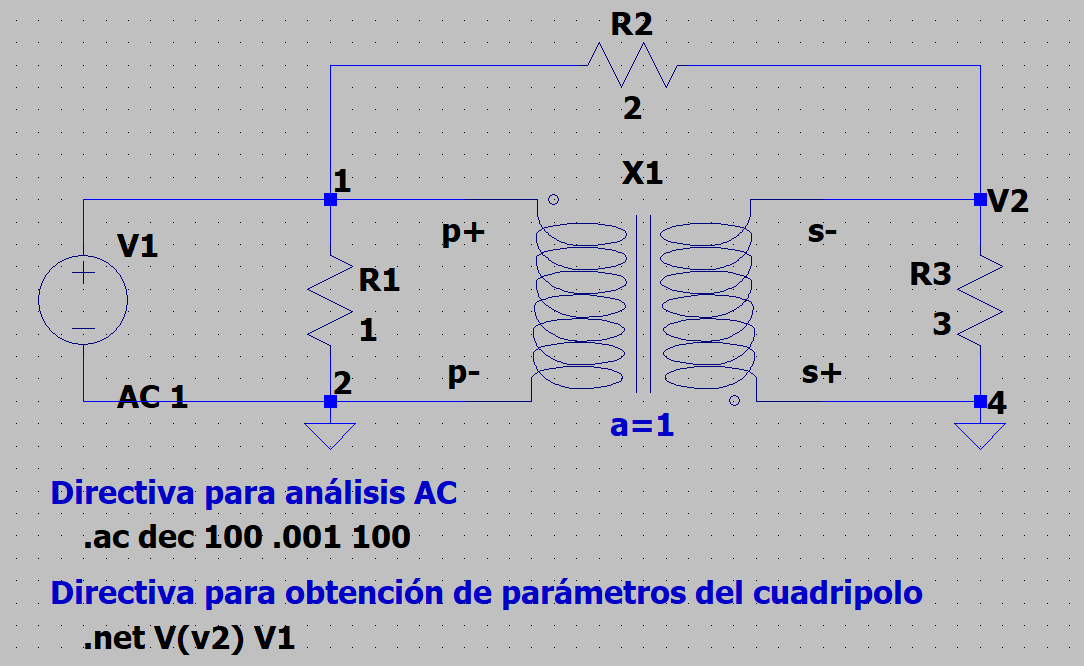 R2
2
X1
1
V2
p+
s-
V1
R1
R3
1
3
p-
s+
2
4
AC 1
a=1
Directiva para análisis AC
.ac dec 100 .001 100
Directiva para obtención de parámetros del cuadripolo
.net V(v2) V1